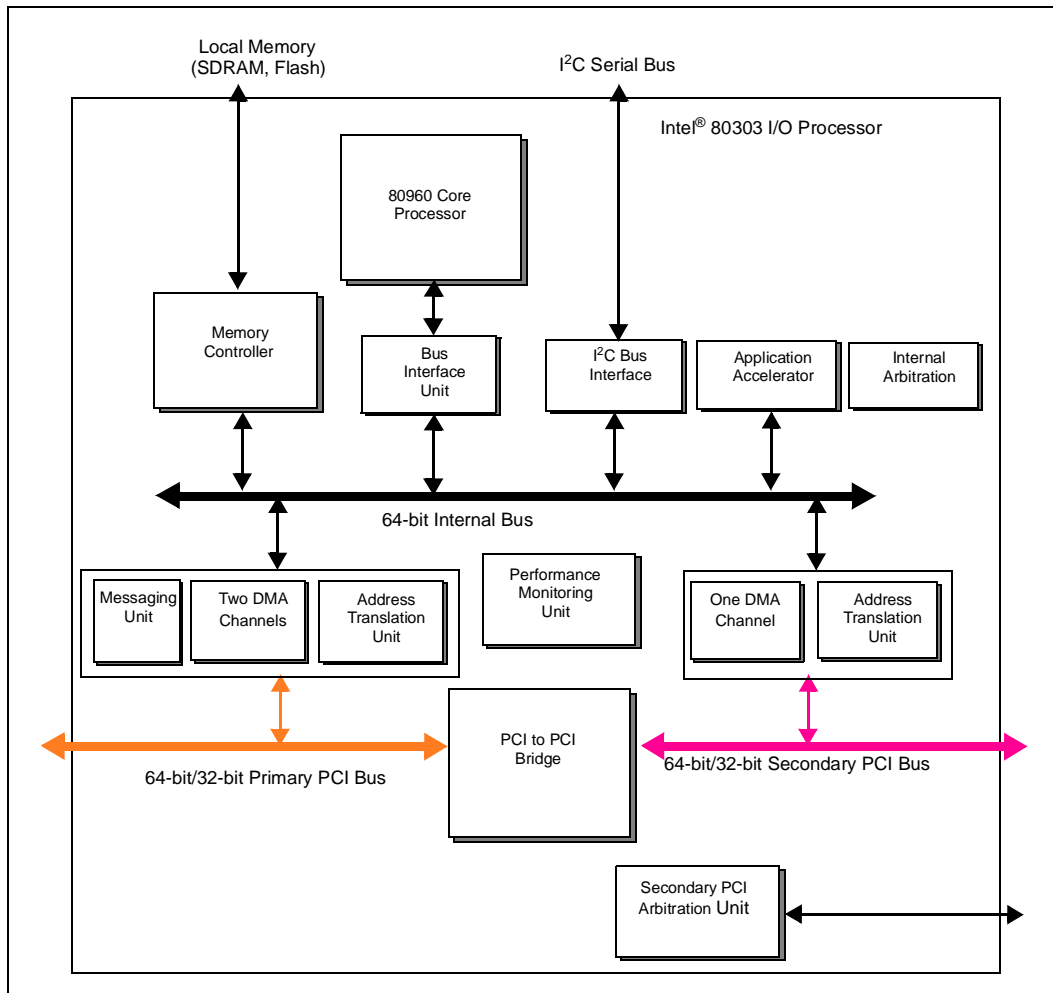 Local Memory
(SDRAM, Flash)
I²C Serial Bus
Intel® 80303 I/O Processor
80960 Core
Processor
Memory
Controller
Bus
Interface
Unit
I²C Bus
Interface
Application
Accelerator
Internal
Arbitration
64-bit Internal Bus
Messaging
Unit
Two DMA
Channels
Address
Translation
Unit
Performance
Monitoring
Unit
One DMA
Channel
Address
Translation
Unit
PCI to PCI
Bridge
64-bit/32-bit Primary PCI Bus
64-bit/32-bit Secondary PCI Bus
Secondary PCI
Arbitration Unit